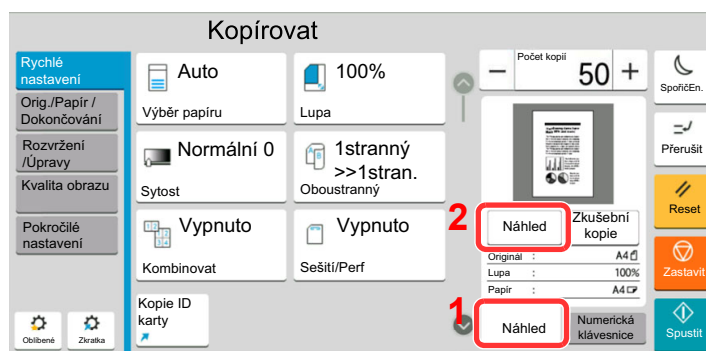 Kopírovat
Rychlé
nastavení
Orig./Papír /
Dokončování
Rozvržení
/Úpravy
Kvalita obrazu
Pokročilé
nastavení
Oblíbené
Zkratka
Auto
Výběr papíru
100%
Lupa
Normální 0
Sytost
1stranný
>>1stran.
Oboustranný
Vypnuto
Kombinovat
Vypnuto
Sešití/Perf
Kopie ID
karty
Počet kopií
− 50 +
2
Náhled
Zkušební
kopie
Originál : A4
Lupa : 100%
Papír : A4
1
Náhled
Numerická
klávesnice
SpořičEn.
Přerušit
Reset
Zastavit
Spustit